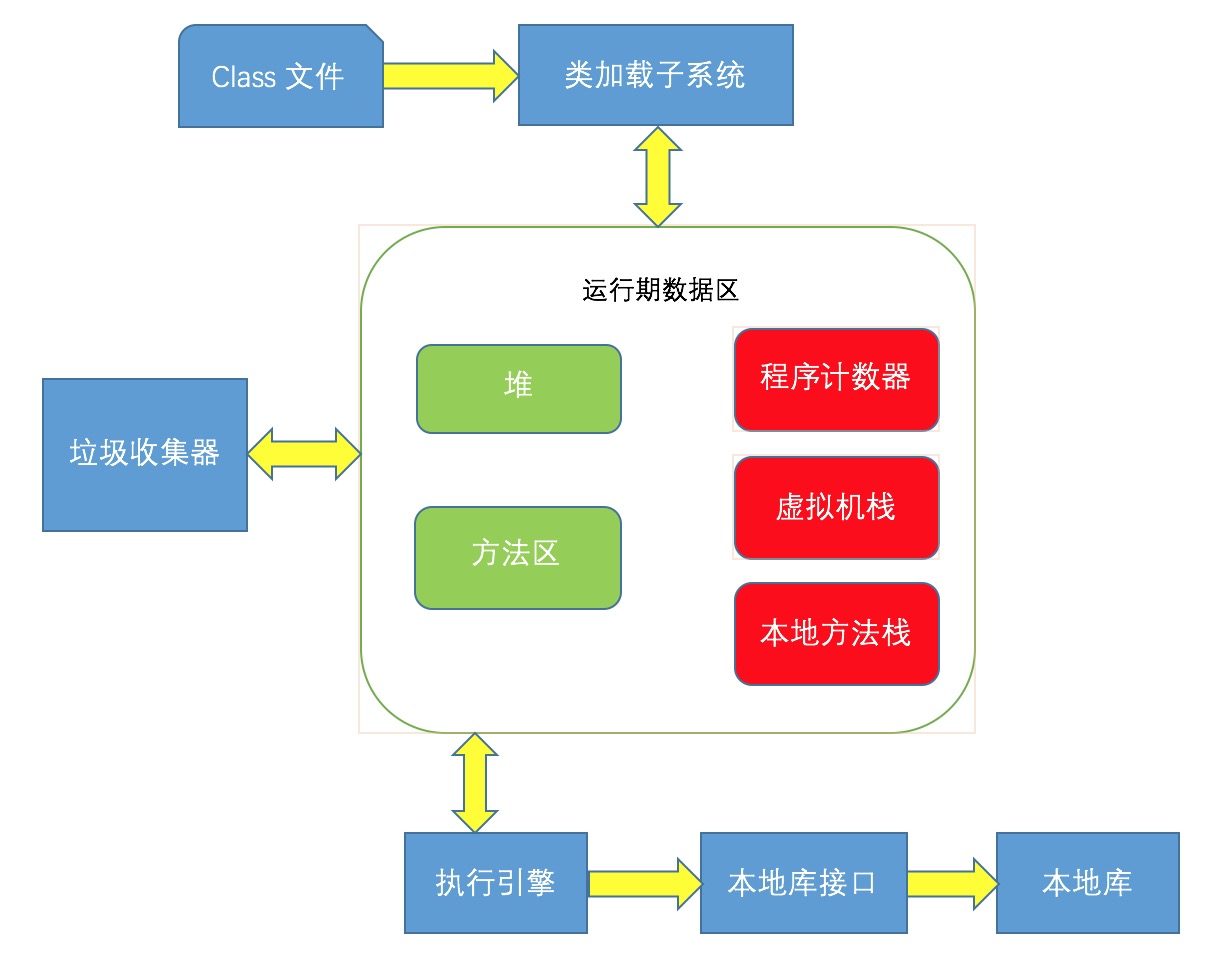 Class 文件
类加载子系统
运行期数据区
堆
程序计数器
垃圾收集器
虚拟机栈
方法区
本地方法栈
执行引擎
本地库接口
本地库